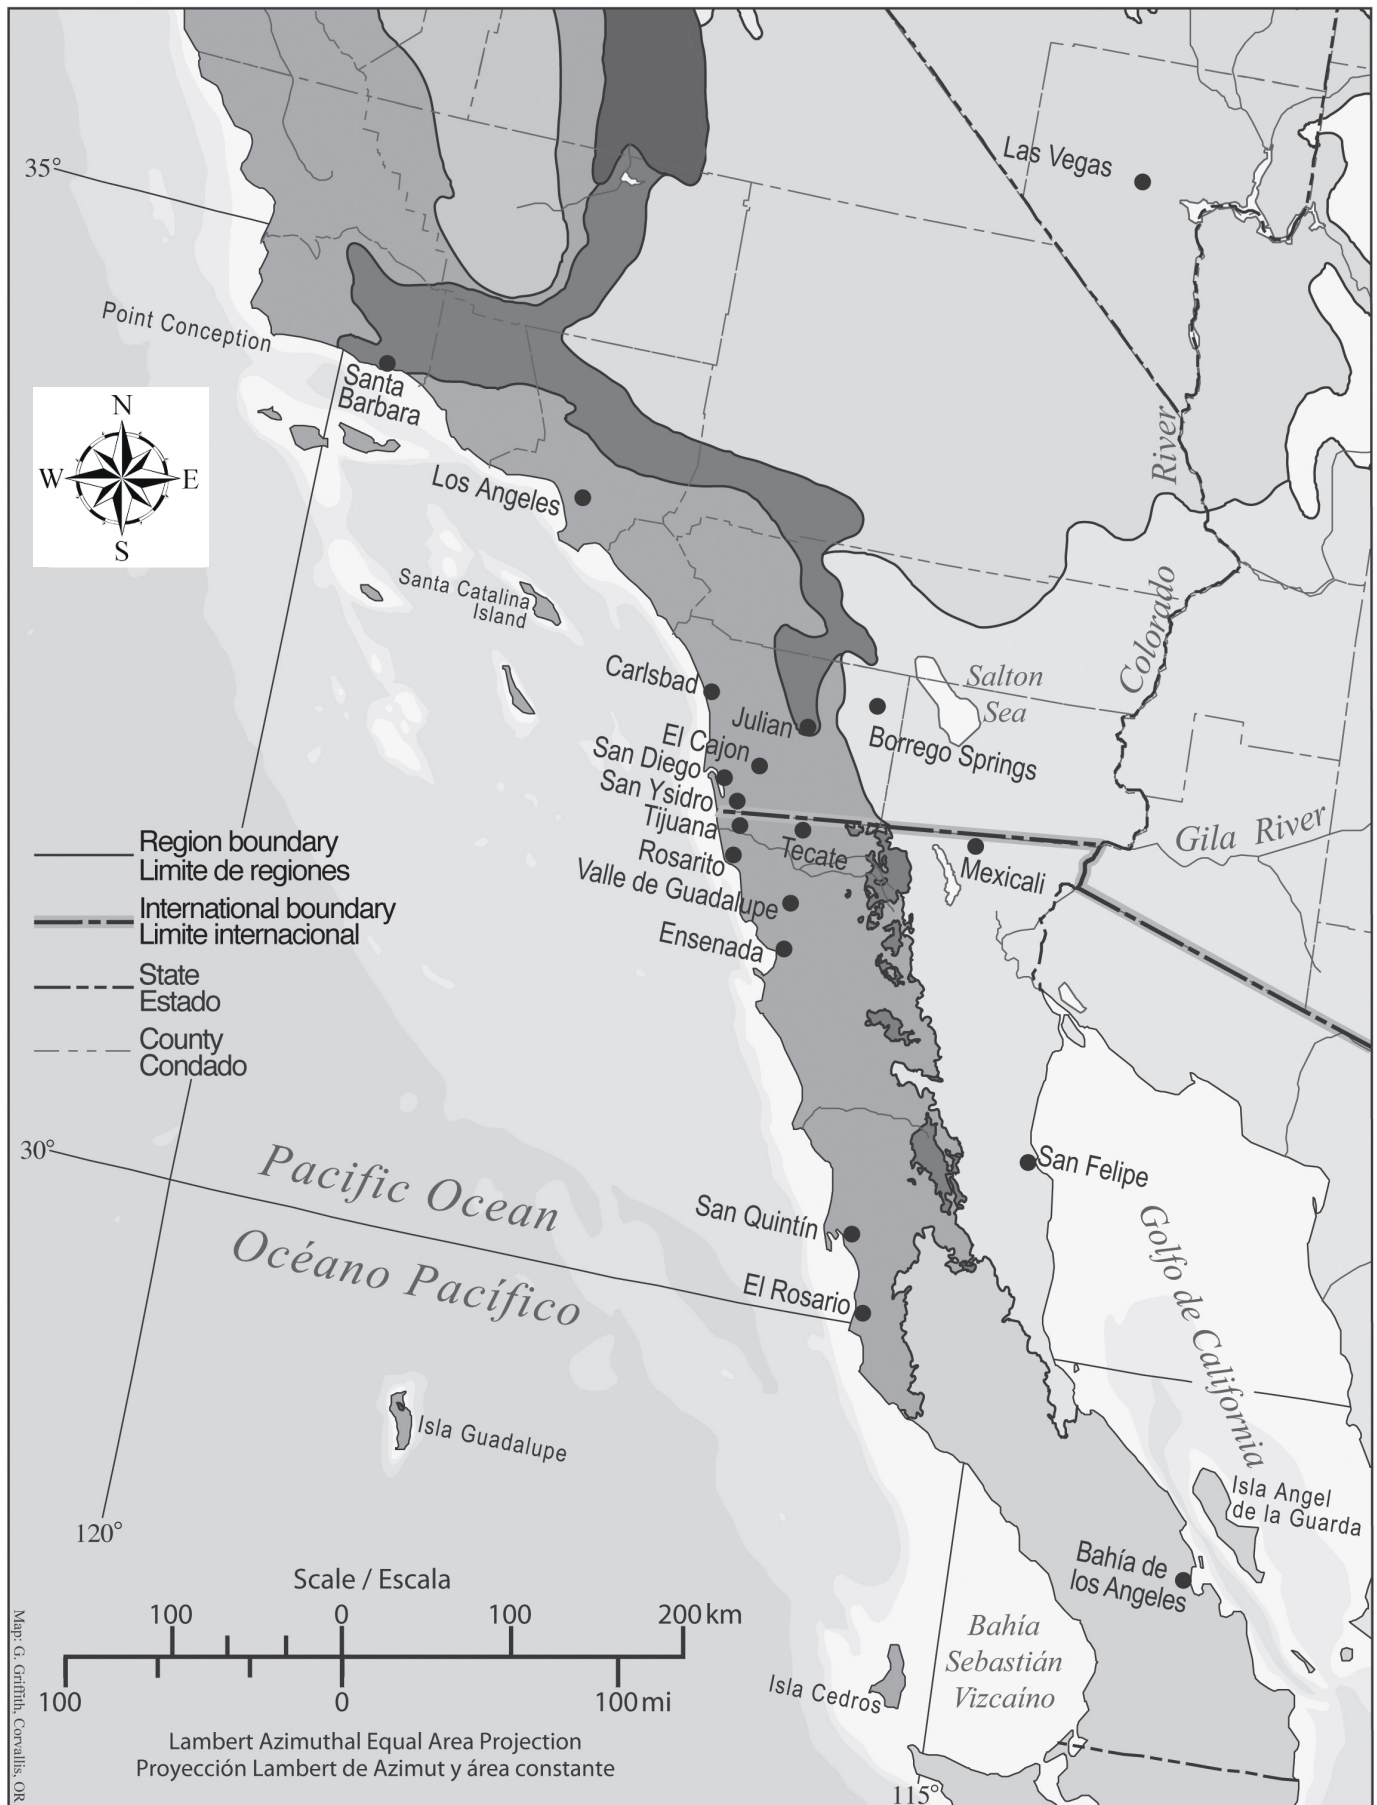 Las Vegas
35°
Point Conception
Santa
Barbara
N
W
E
S
River
Los Angeles
Santa Catalina
Island
Colorado
Carlsbad
Salton
Sea
Julian
Borrego Springs
El Cajon
San Diego
San Ysidro
Tijuana
Tecate
Rosarito
Mexicali
Gila River
Valle de Guadalupe
Ensenada
Region boundary
Limite de regiones
International boundary
Limite internacional
State
Estado
County
Condado
30°
Pacific Ocean
Océano Pacífico
San Felipe
San Quintín
El Rosario
Golfo de California
Isla Guadalupe
Isla Angel
de la Guarda
120°
Bahía de
los Angeles
Scale / Escala
100 0 100 200 km
100 0 100 mi
Bahía
Sebastián
Vizcaíno
Isla Cedros
Lambert Azimuthal Equal Area Projection
Proyección Lambert de Azimut y área constante
115°
Map: G. Griffith, Corvallis, OR